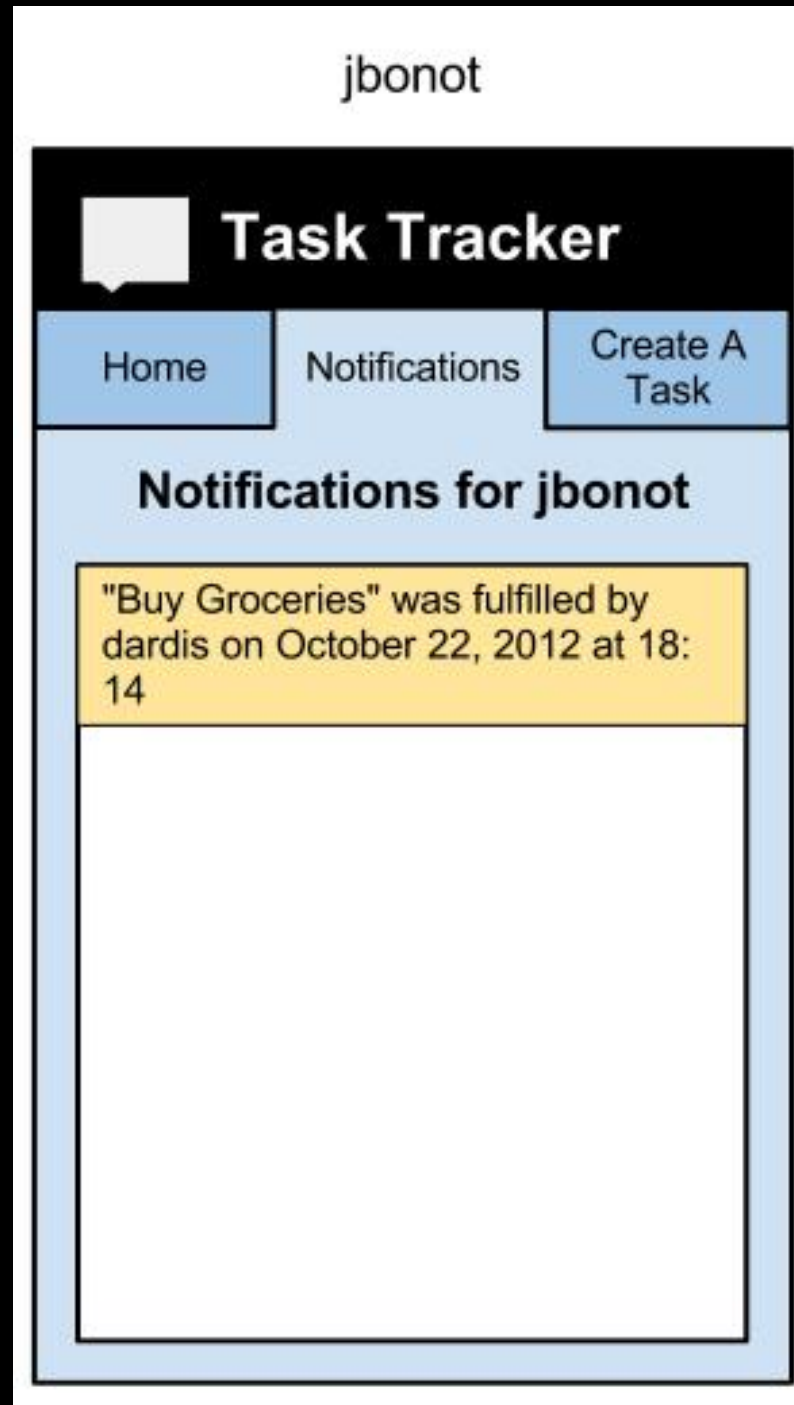 jbonot
Task Tracker
Home
Notifications
Create A
Task
Notifications for jbonot
"Buy Groceries" was fulfilled by
dardis on October 22, 2012 at 18:
14